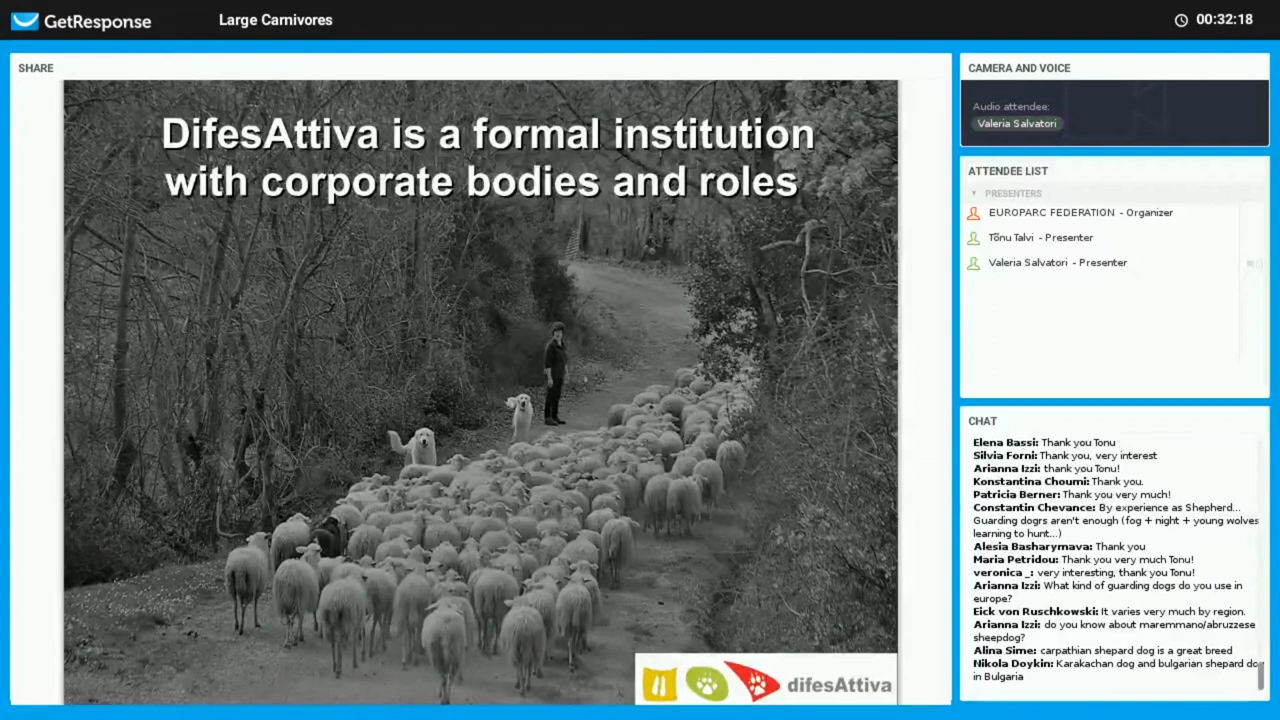 GetResponse
Large Carnivores
00:32:18
SHARE
DifesAttiva is a formal institution
with corporate bodies and roles
difesAttiva
CAMERA AND VOICE
Audio attendee:
Valeria Salvatori
ATTENDEE LIST
PRESENTERS
EUROPARC FEDERATION - Organizer
Tõnu Talvi - Presenter
Valeria Salvatori - Presenter
CHAT
Elena Bassi: Thank you Tonu
Silvia Forni: Thank you, very interest
Arianna Izzi: thank you Tonu!
Konstantina Choumi: Thank you.
Patricia Berner: Thank you very much!
Constantin Chevance: By experience as Shepherd...
Guarding dogrs aren't enough (fog + night + young wolves
learning to hunt...)
Alesia Basharymava: Thank you
Maria Petridou: Thank you very much Tonu!
veronica _: very interesting, thank you Tonu!
Arianna Izzi: What kind of guarding dogs do you use in
europe?
Eick von Ruschkowski: It varies very much by region.
Arianna Izzi: do you know about maremmano/abruzzese
sheepdog?
Alina Sime: carpathian shepard dog is a great breed
Nikola Doykin: Karakachan dog and bulgarian shepard do
in Bulgaria